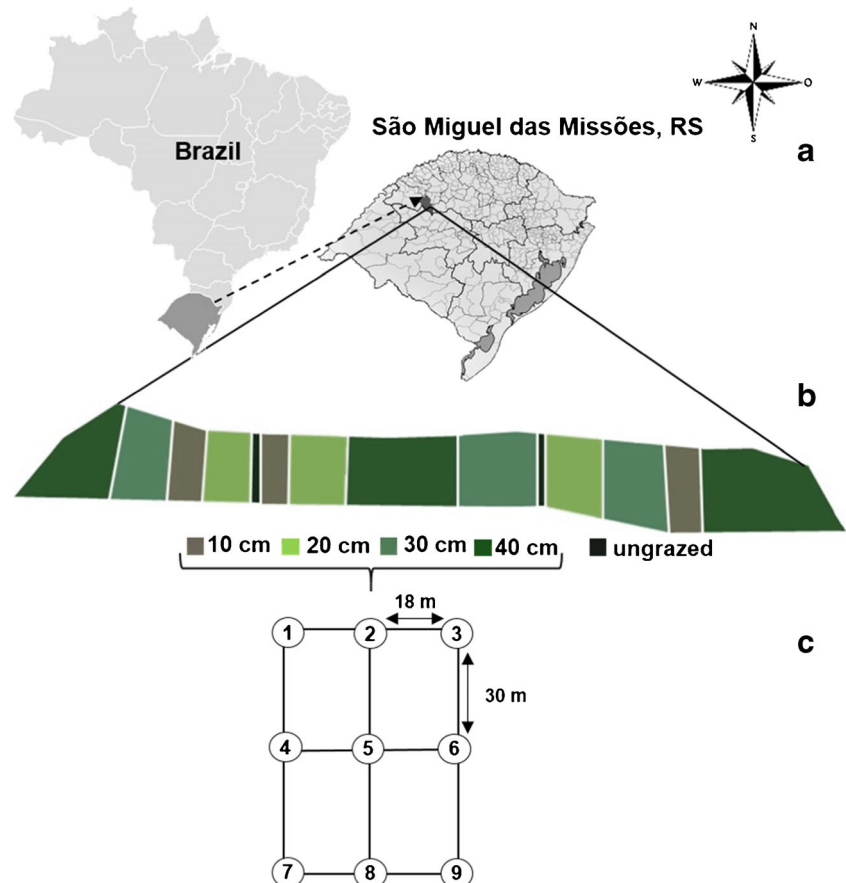 N
W O
S
São Miguel das Missões, RS
a
Brazil
b
10 cm 20 cm 30 cm 40 cm ungrazed
18 m
1 2 3
c
30 m
4 5 6
7 8 9